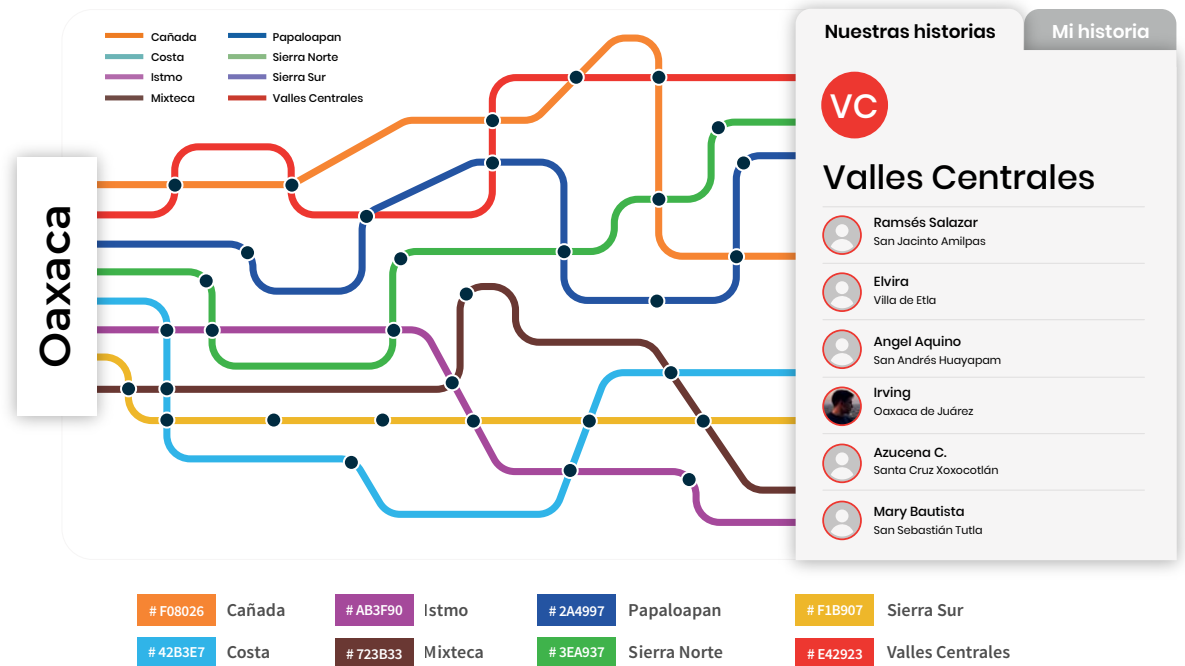 Cañada
Papaloapan
Costa
Sierra Norte
Istmo
Sierra Sur
Mixteca
Valles Centrales
Oaxaca
Nuestras historias
Mi historia
VC
Valles Centrales
Ramsés Salazar
San Jacinto Amilpas
Elvira
Villa de Etla
Angel Aquino
San Andrés Huayapam
Irving
Oaxaca de Juárez
Azucena C.
Santa Cruz Xoxocotlán
Mary Bautista
San Sebastián Tutla
# F08026 Cañada
# AB3F90 Istmo
# 2A4997 Papaloapan
# F1B907 Sierra Sur
# 42B3E7 Costa
# 723B33 Mixteca
# 3EA937 Sierra Norte
# E42923 Valles Centrales